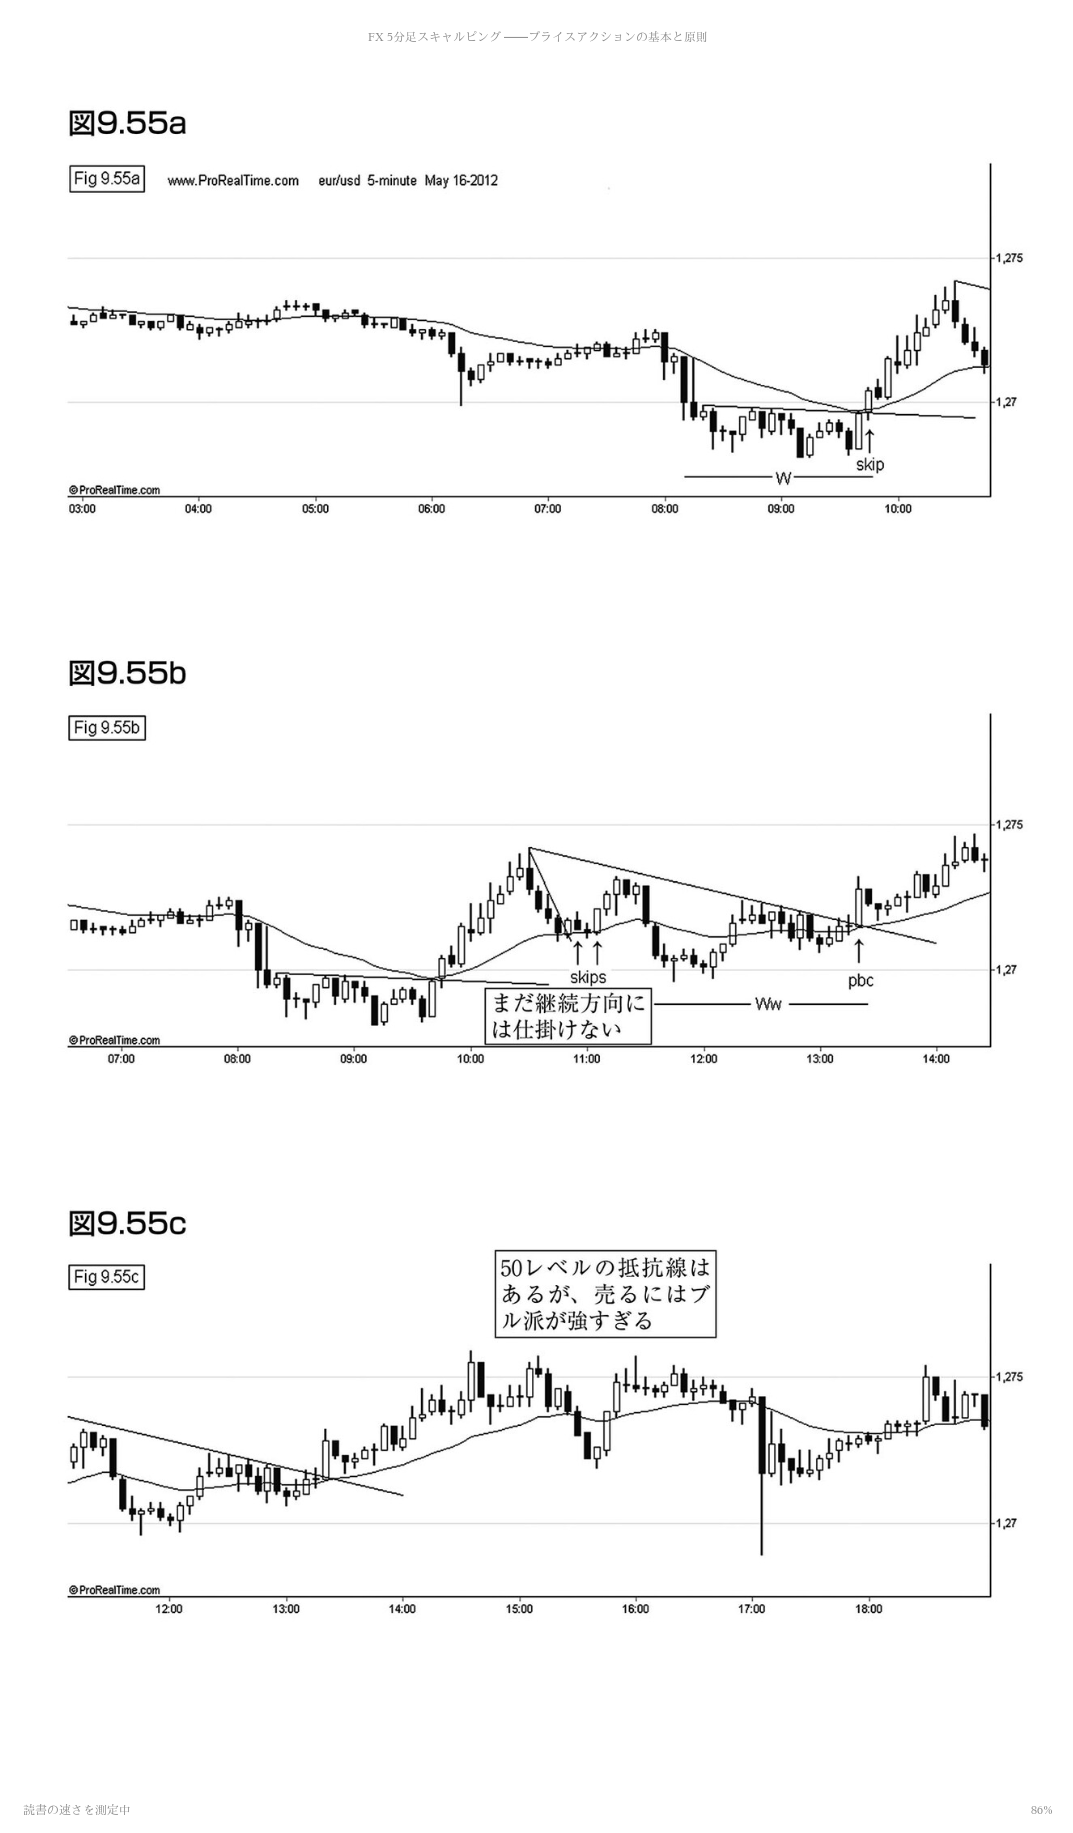 FX 5分足スキャルピング ──プライスアクションの基本と原則
図9.55a
Fig 9.55a www.ProRealTime.com eur/usd 5-minute May 16-2012
1,275
1,27
skip
W
©ProRealTime.com
03:00 04:00 05:00 06:00 07:00 08:00 09:00 10:00
図9.55b
Fig 9.55b
1,275
1,27
skips
pbc
まだ継続方向に
は仕掛けない
Ww
©ProRealTime.com
07:00 08:00 09:00 10:00 11:00 12:00 13:00 14:00
図9.55c
Fig 9.55c
50レベルの抵抗線は
あるが、売るにはブ
ル派が強すぎる
1,275
1,27
©ProRealTime.com
12:00 13:00 14:00 15:00 16:00 17:00 18:00
読書の速さを測定中 86%